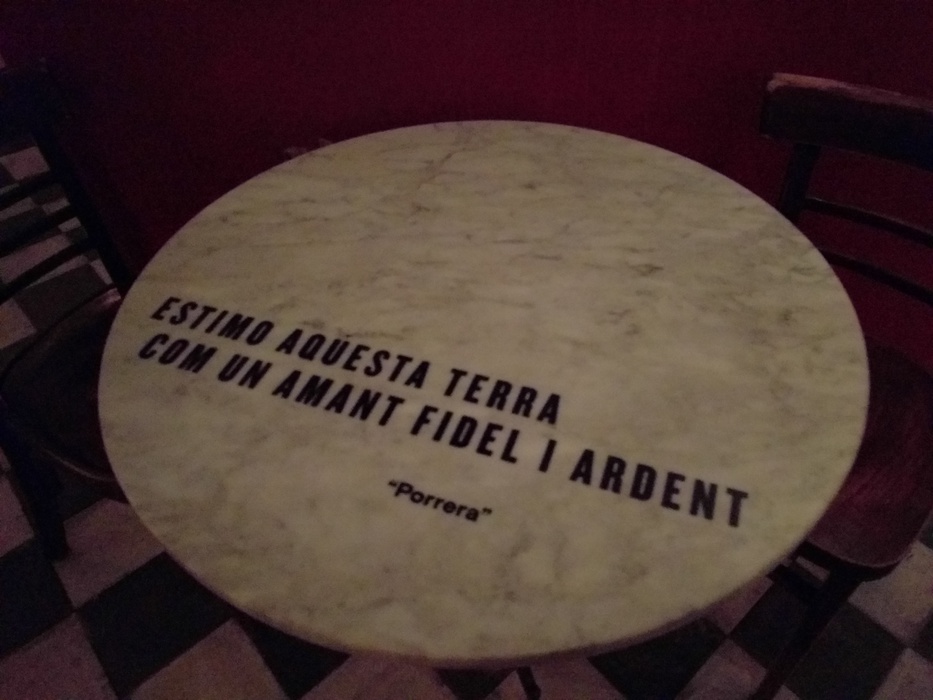 ESTIMO AQUESTA TERRA
COM UN AMANT FIDEL I ARDENT
“Porrera”